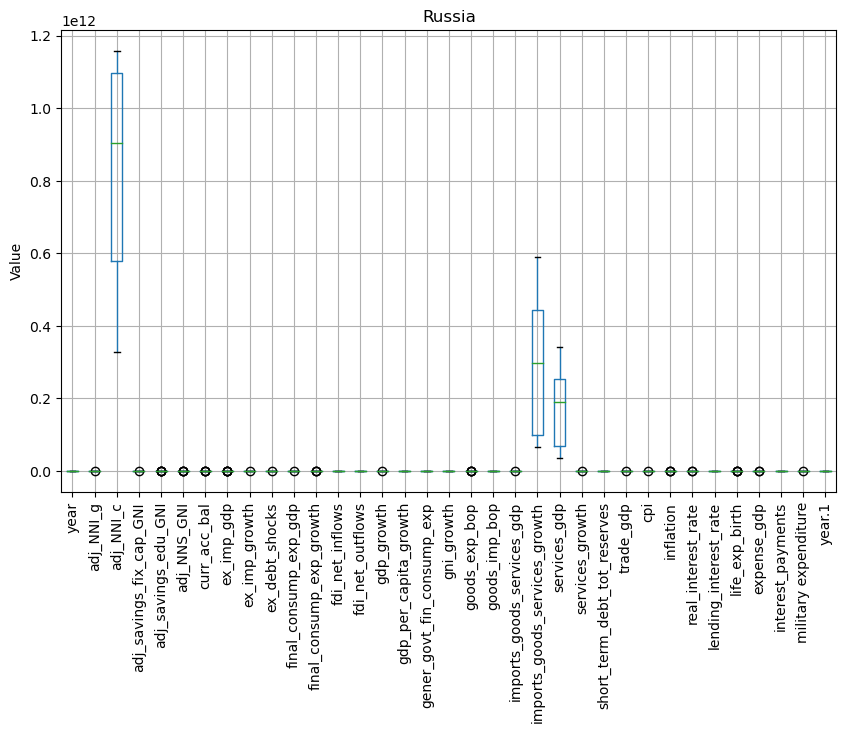 Russia
1e12
1.2
1.0
0.8
0.6
0.4
0.2
0.0
Value
year
adj_NNI_g
adj_NNI_c
adj_savings_fix_cap_GNI
adj_savings_edu_GNI
adj_NNS_GNI
curr_acc_bal
ex_imp_gdp
ex_imp_growth
ex_debt_shocks
final_consump_exp_gdp
final_consump_exp_growth
fdi_net_inflows
fdi_net_outflows
gdp_growth
gdp_per_capita_growth
gener_govt_fin_consump_exp
gni_growth
goods_exp_bop
goods_imp_bop
imports_goods_services_gdp
imports_goods_services_growth
services_gdp
services_growth
short_term_debt_tot_reserves
trade_gdp
cpi
inflation
real_interest_rate
lending_interest_rate
life_exp_birth
expense_gdp
interest_payments
military expenditure
year.1